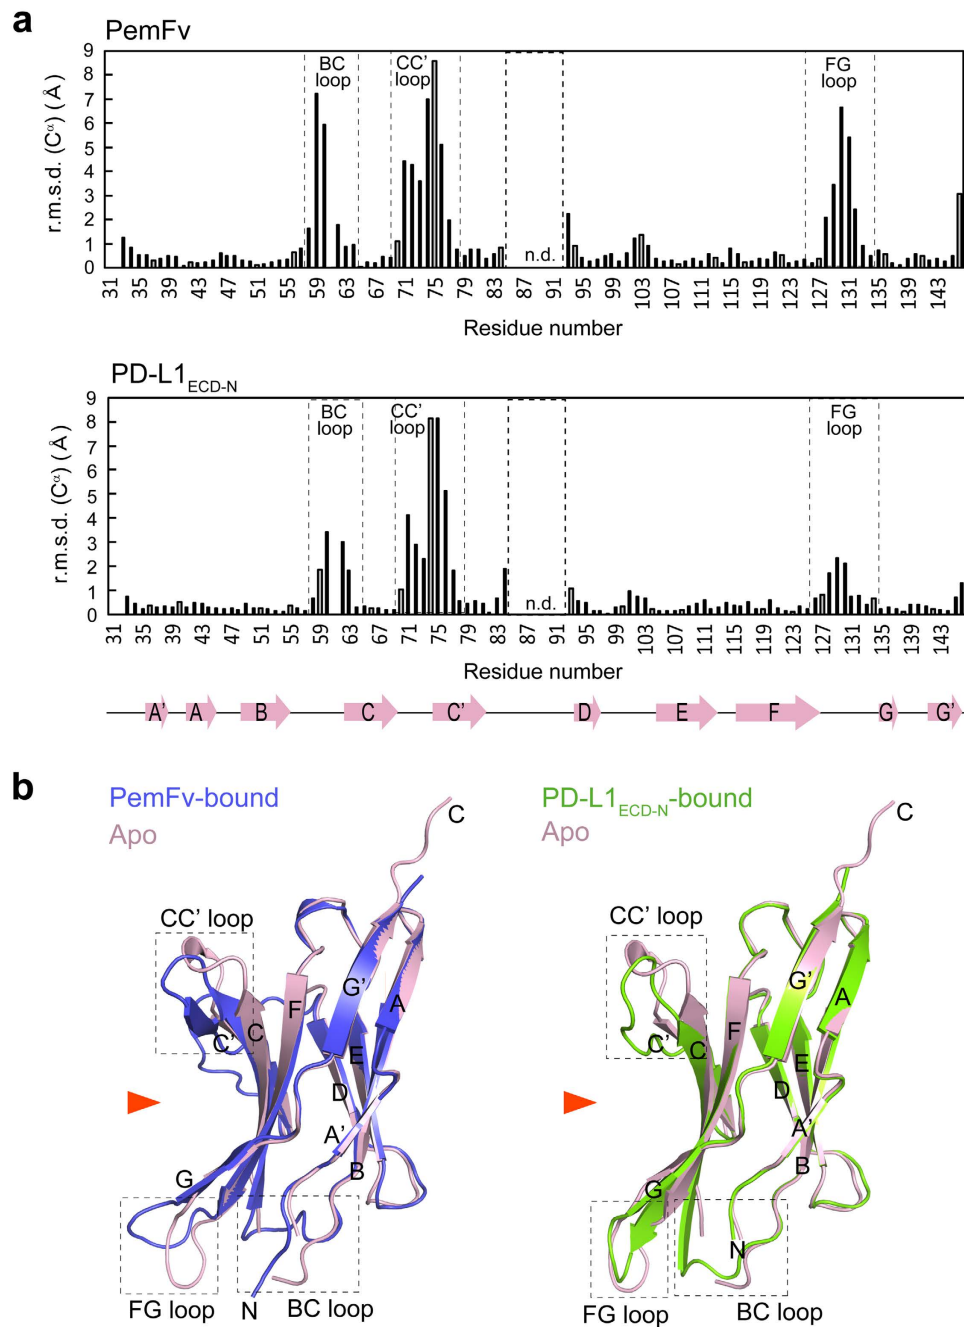 a
PemFv
r.m.s.d. (Cα) (Å)
9
8
7
6
5
4
3
2
1
0
BC loop
CC' loop
FG loop
n.d.
31 35 39 43 47 51 55 59 63 67 71 75 79 83 87 91 95 99 103 107 111 115 119 123 127 131 135 139 143
Residue number
PD-L1ECD-N
r.m.s.d. (Cα) (Å)
9
8
7
6
5
4
3
2
1
0
BC loop
CC' loop
FG loop
n.d.
31 35 39 43 47 51 55 59 63 67 71 75 79 83 87 91 95 99 103 107 111 115 119 123 127 131 135 139 143
Residue number
A' A B C C' D E F G G'
b
PemFv-bound
Apo
C
CC' loop
G'
A
F
C
C'
E
D
A'
B
G
FG loop
N
BC loop
PD-L1ECD-N-bound
Apo
C
CC' loop
G'
A
F
C'
C
E
D
A'
B
G
N
FG loop
BC loop